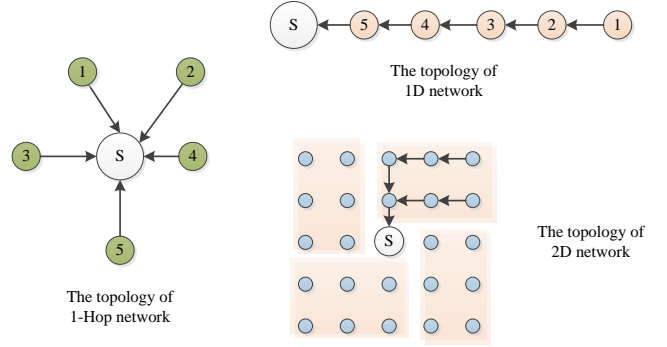 S
5
4
3
2
1
The topology of
1D network
1
2
3
S
4
5
The topology of
1-Hop network
S
The topology of
2D network